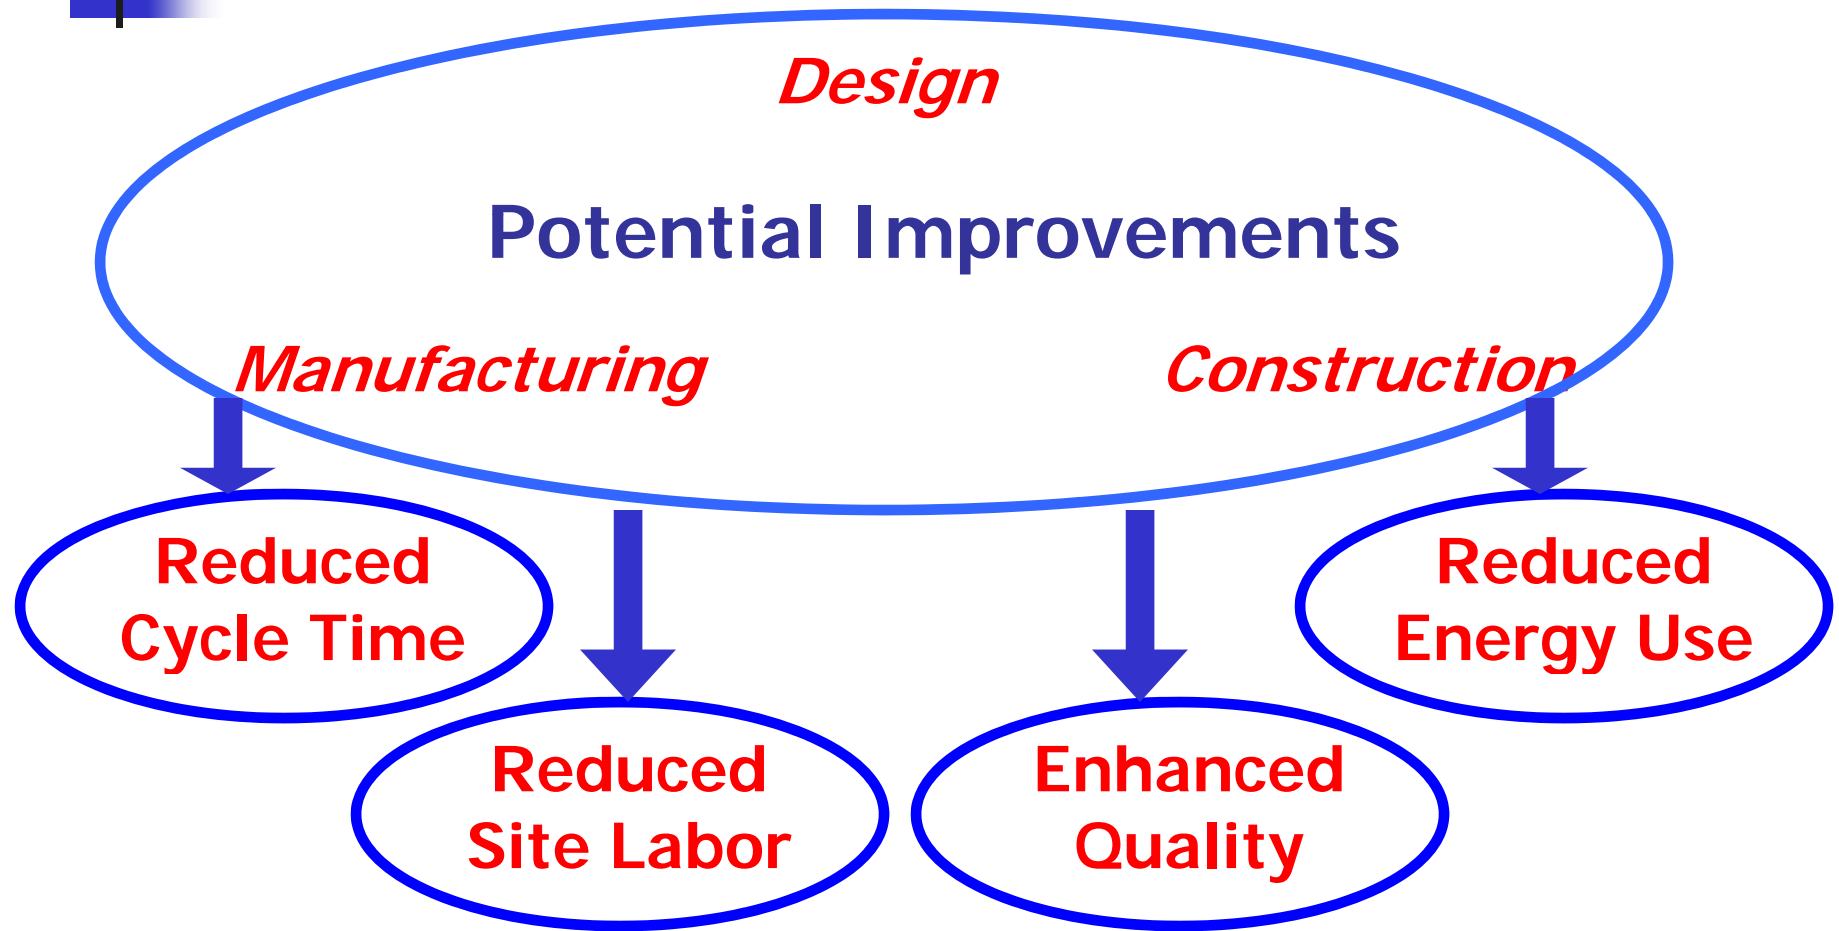 Design
Potential Improvements
Manufacturing
Construction
Reduced
Cycle Time
Reduced
Site Labor
Enhanced
Quality
Reduced
Energy Use